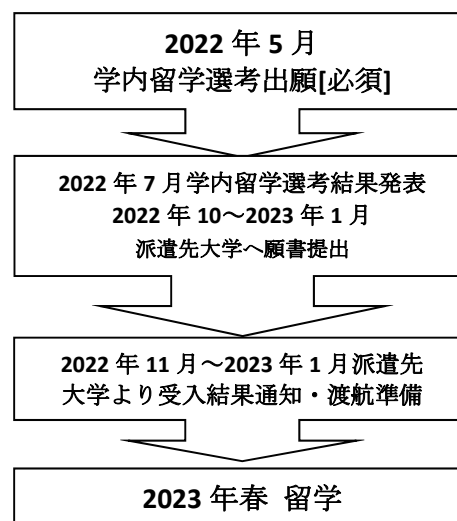 2022 年 5 月
学内留学選考出願[必須]
2022 年 7 月学内留学選考結果発表
2022 年 10～2023 年 1 月
派遣先大学へ願書提出
2022 年 11 月～2023 年 1 月派遣先
大学より受入結果通知・渡航準備
2023 年春 留学